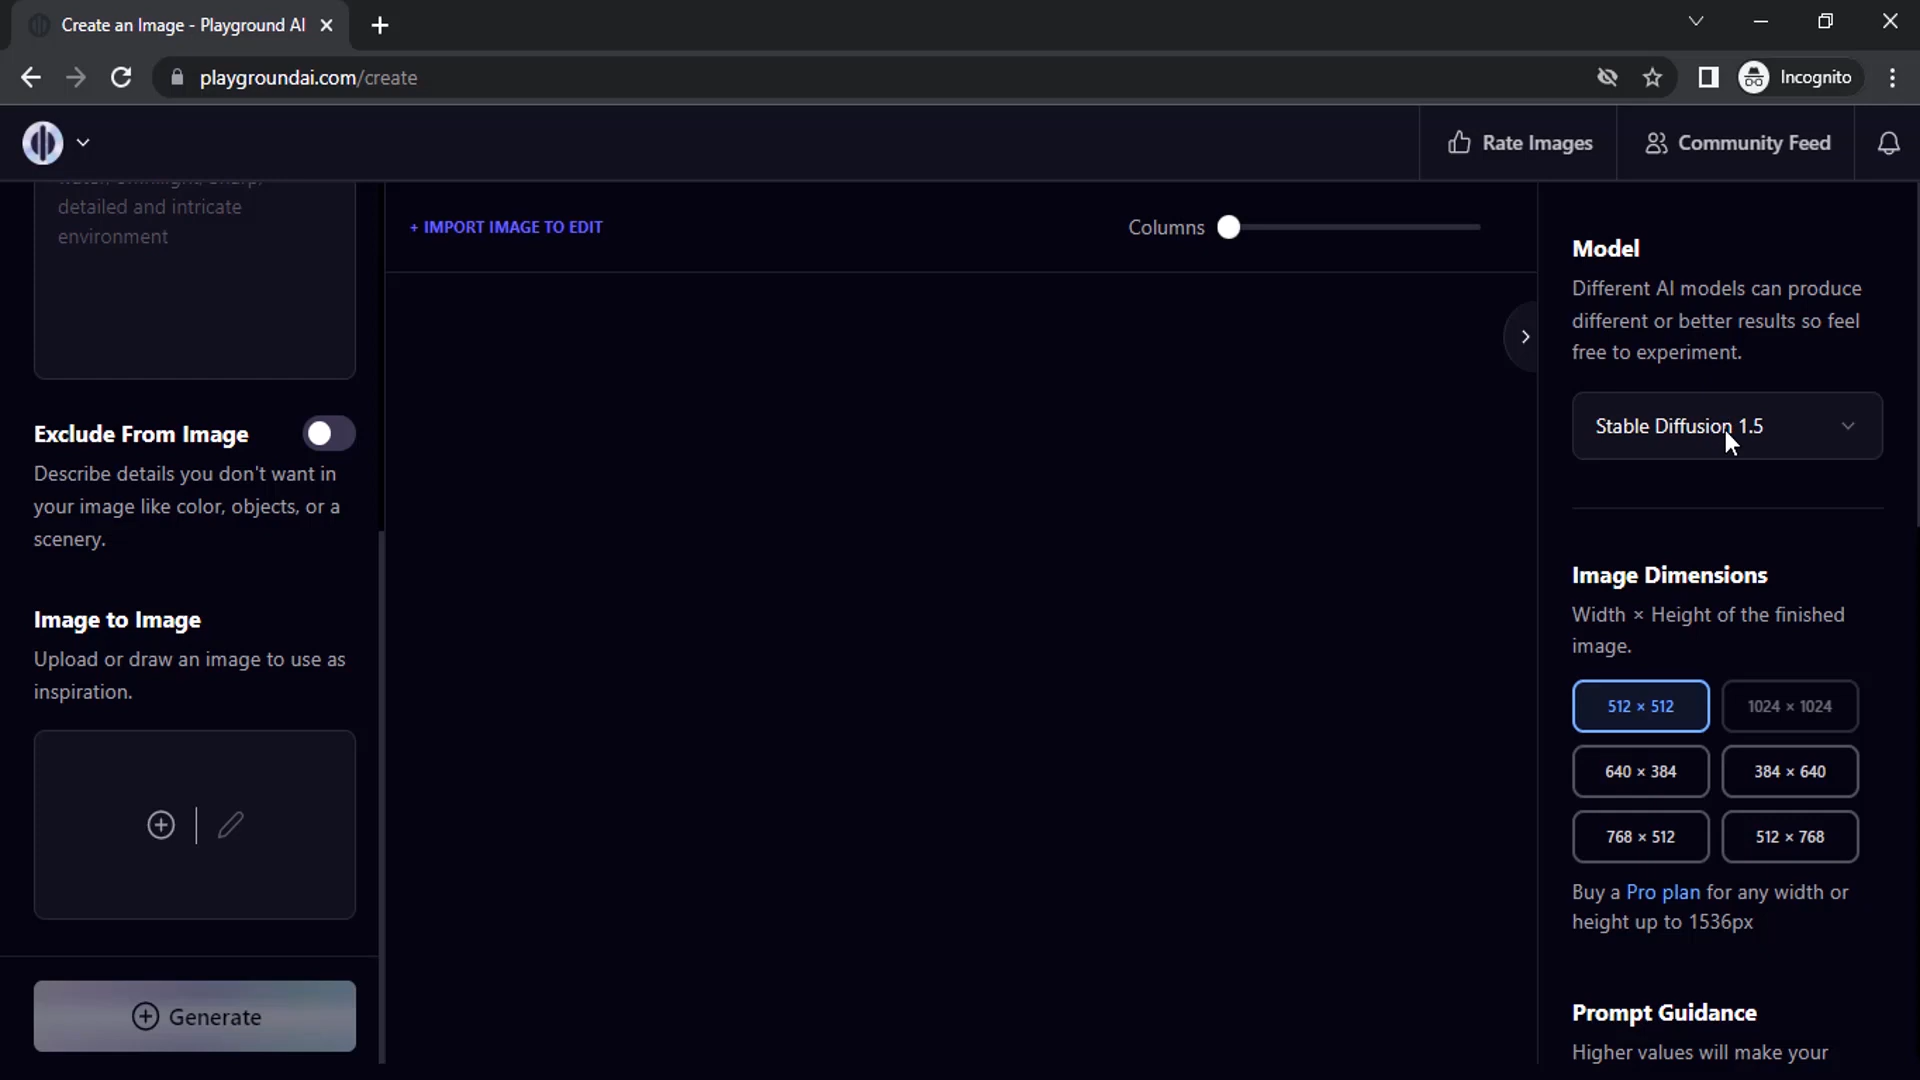 Create an Image - Playground AI
playgroundai.com/create
Incognito
Rate Images
Community Feed
detailed and intricate
environment
Exclude From Image
Describe details you don't want in
your image like color, objects, or a
scenery.
Image to Image
Upload or draw an image to use as
inspiration.
Generate
+ IMPORT IMAGE TO EDIT
Columns
Model
Different AI models can produce
different or better results so feel
free to experiment.
Stable Diffusion 1.5
Image Dimensions
Width × Height of the finished
image.
512 × 512
1024 × 1024
640 × 384
384 × 640
768 × 512
512 × 768
Buy a Pro plan for any width or
height up to 1536px
Prompt Guidance
Higher values will make your